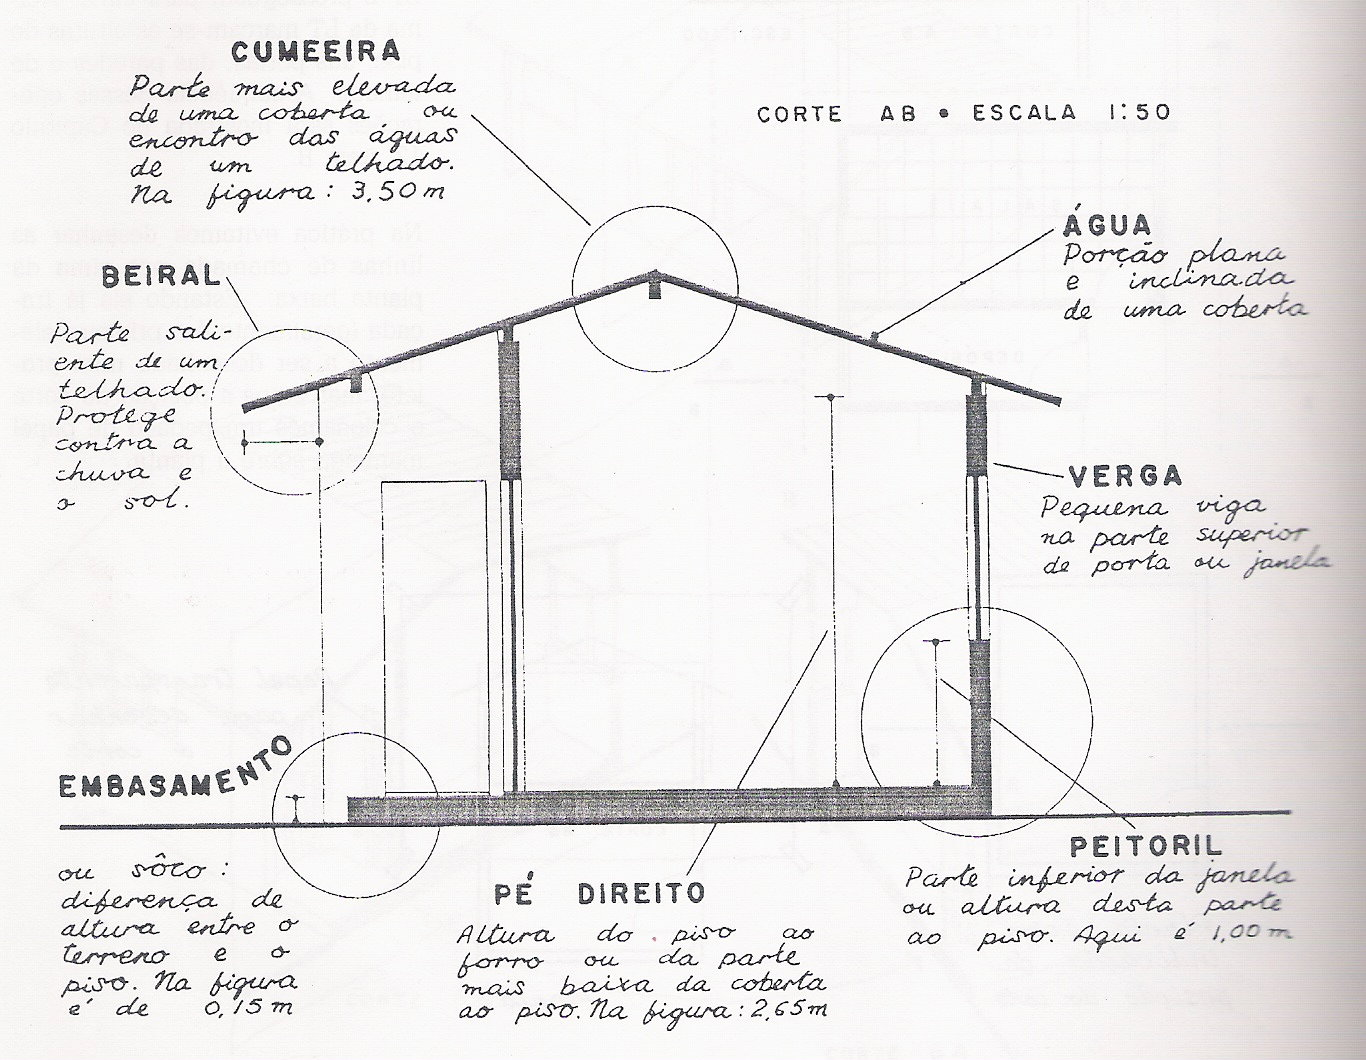 CUMEEIRA
Parte mais elevada
de uma coberta ou
encontro das águas
de um telhado.
Na figura: 3,50 m
CORTE AB • ESCALA 1:50
ÁGUA
Porção plana
e inclinada
de uma coberta
BEIRAL
Parte sali-
ente de um
telhado.
Protege
contra a
chuva e
o sol.
VERGA
Pequena viga
na parte superior
de porta ou janela
EMBASAMENTO
ou sôco:
diferença de
altura entre o
terreno e o
piso. Na figura
é de 0,15 m
PÉ DIREITO
Altura do piso ao
forro ou da parte
mais baixa da coberta
ao piso. Na figura: 2,65m
PEITORIL
Parte inferior da janela
ou altura desta parte
ao piso. Aqui é 1,00 m